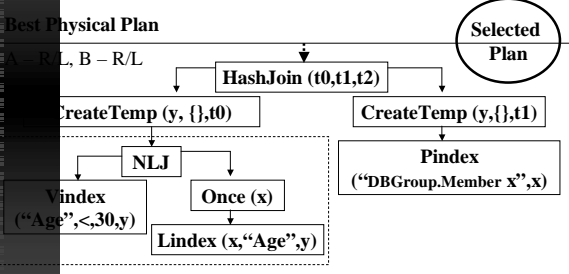 Best Physical Plan
Selected
Plan
A – R/L, B – R/L
HashJoin (t0,t1,t2)
CreateTemp (y, {},t0)
CreateTemp (y,{},t1)
NLJ
Pindex
(“DBGroup.Member x”,x)
Vindex
(“Age”,<,30,y)
Once (x)
Lindex (x,“Age”,y)